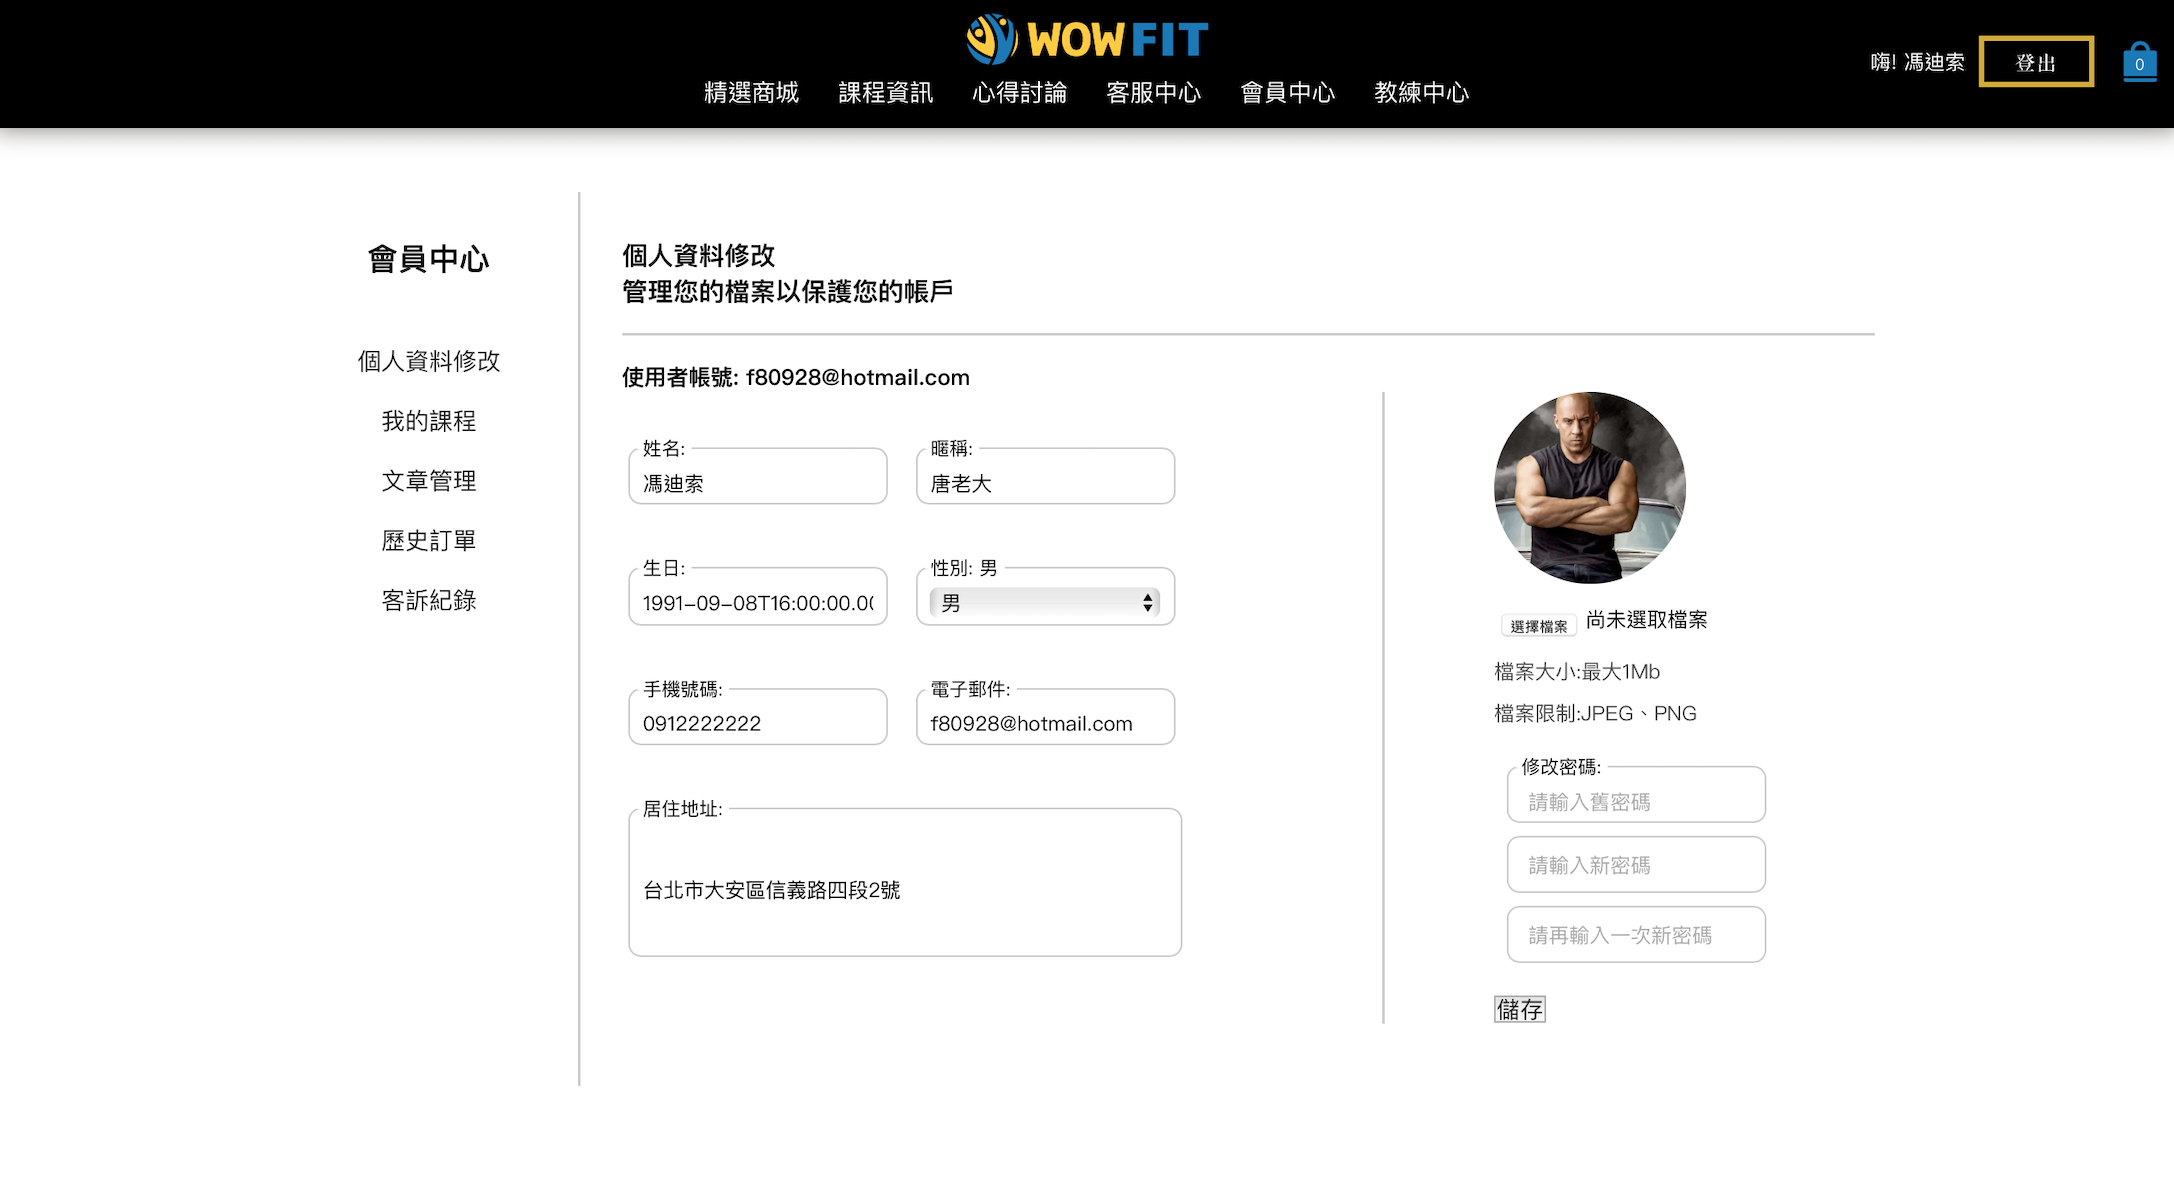 WOWFIT
精選商城 課程資訊 心得討論 客服中心 會員中心 教練中心
嗨! 馮迪索 登出 0
會員中心
個人資料修改
我的課程
文章管理
歷史訂單
客訴紀錄
個人資料修改
管理您的檔案以保護您的帳戶
使用者帳號: f80928@hotmail.com
姓名: 暱稱:
馮迪索 唐老大
生日: 性別: 男
1991-09-08T16:00:00.00 男
手機號碼: 電子郵件:
0912222222 f80928@hotmail.com
居住地址:
台北市大安區信義路四段2號
選擇檔案 尚未選取檔案
檔案大小:最大1Mb
檔案限制:JPEG、PNG
修改密碼:
請輸入舊密碼
請輸入新密碼
請再輸入一次新密碼
儲存